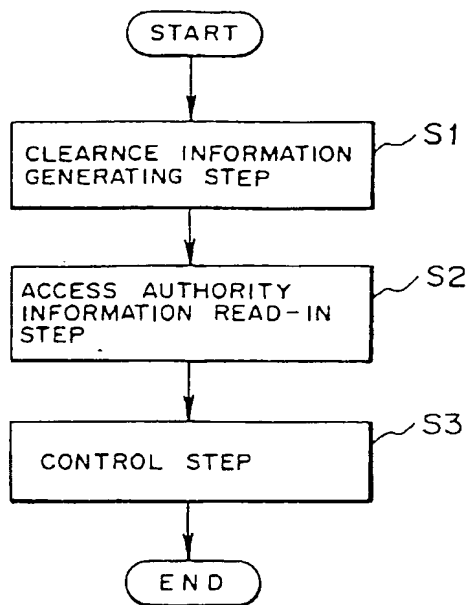 START
CLEARNCE INFORMATION
GENERATING STEP
S1
ACCESS AUTHORITY
INFORMATION READ-IN
STEP
S2
CONTROL STEP
S3
END